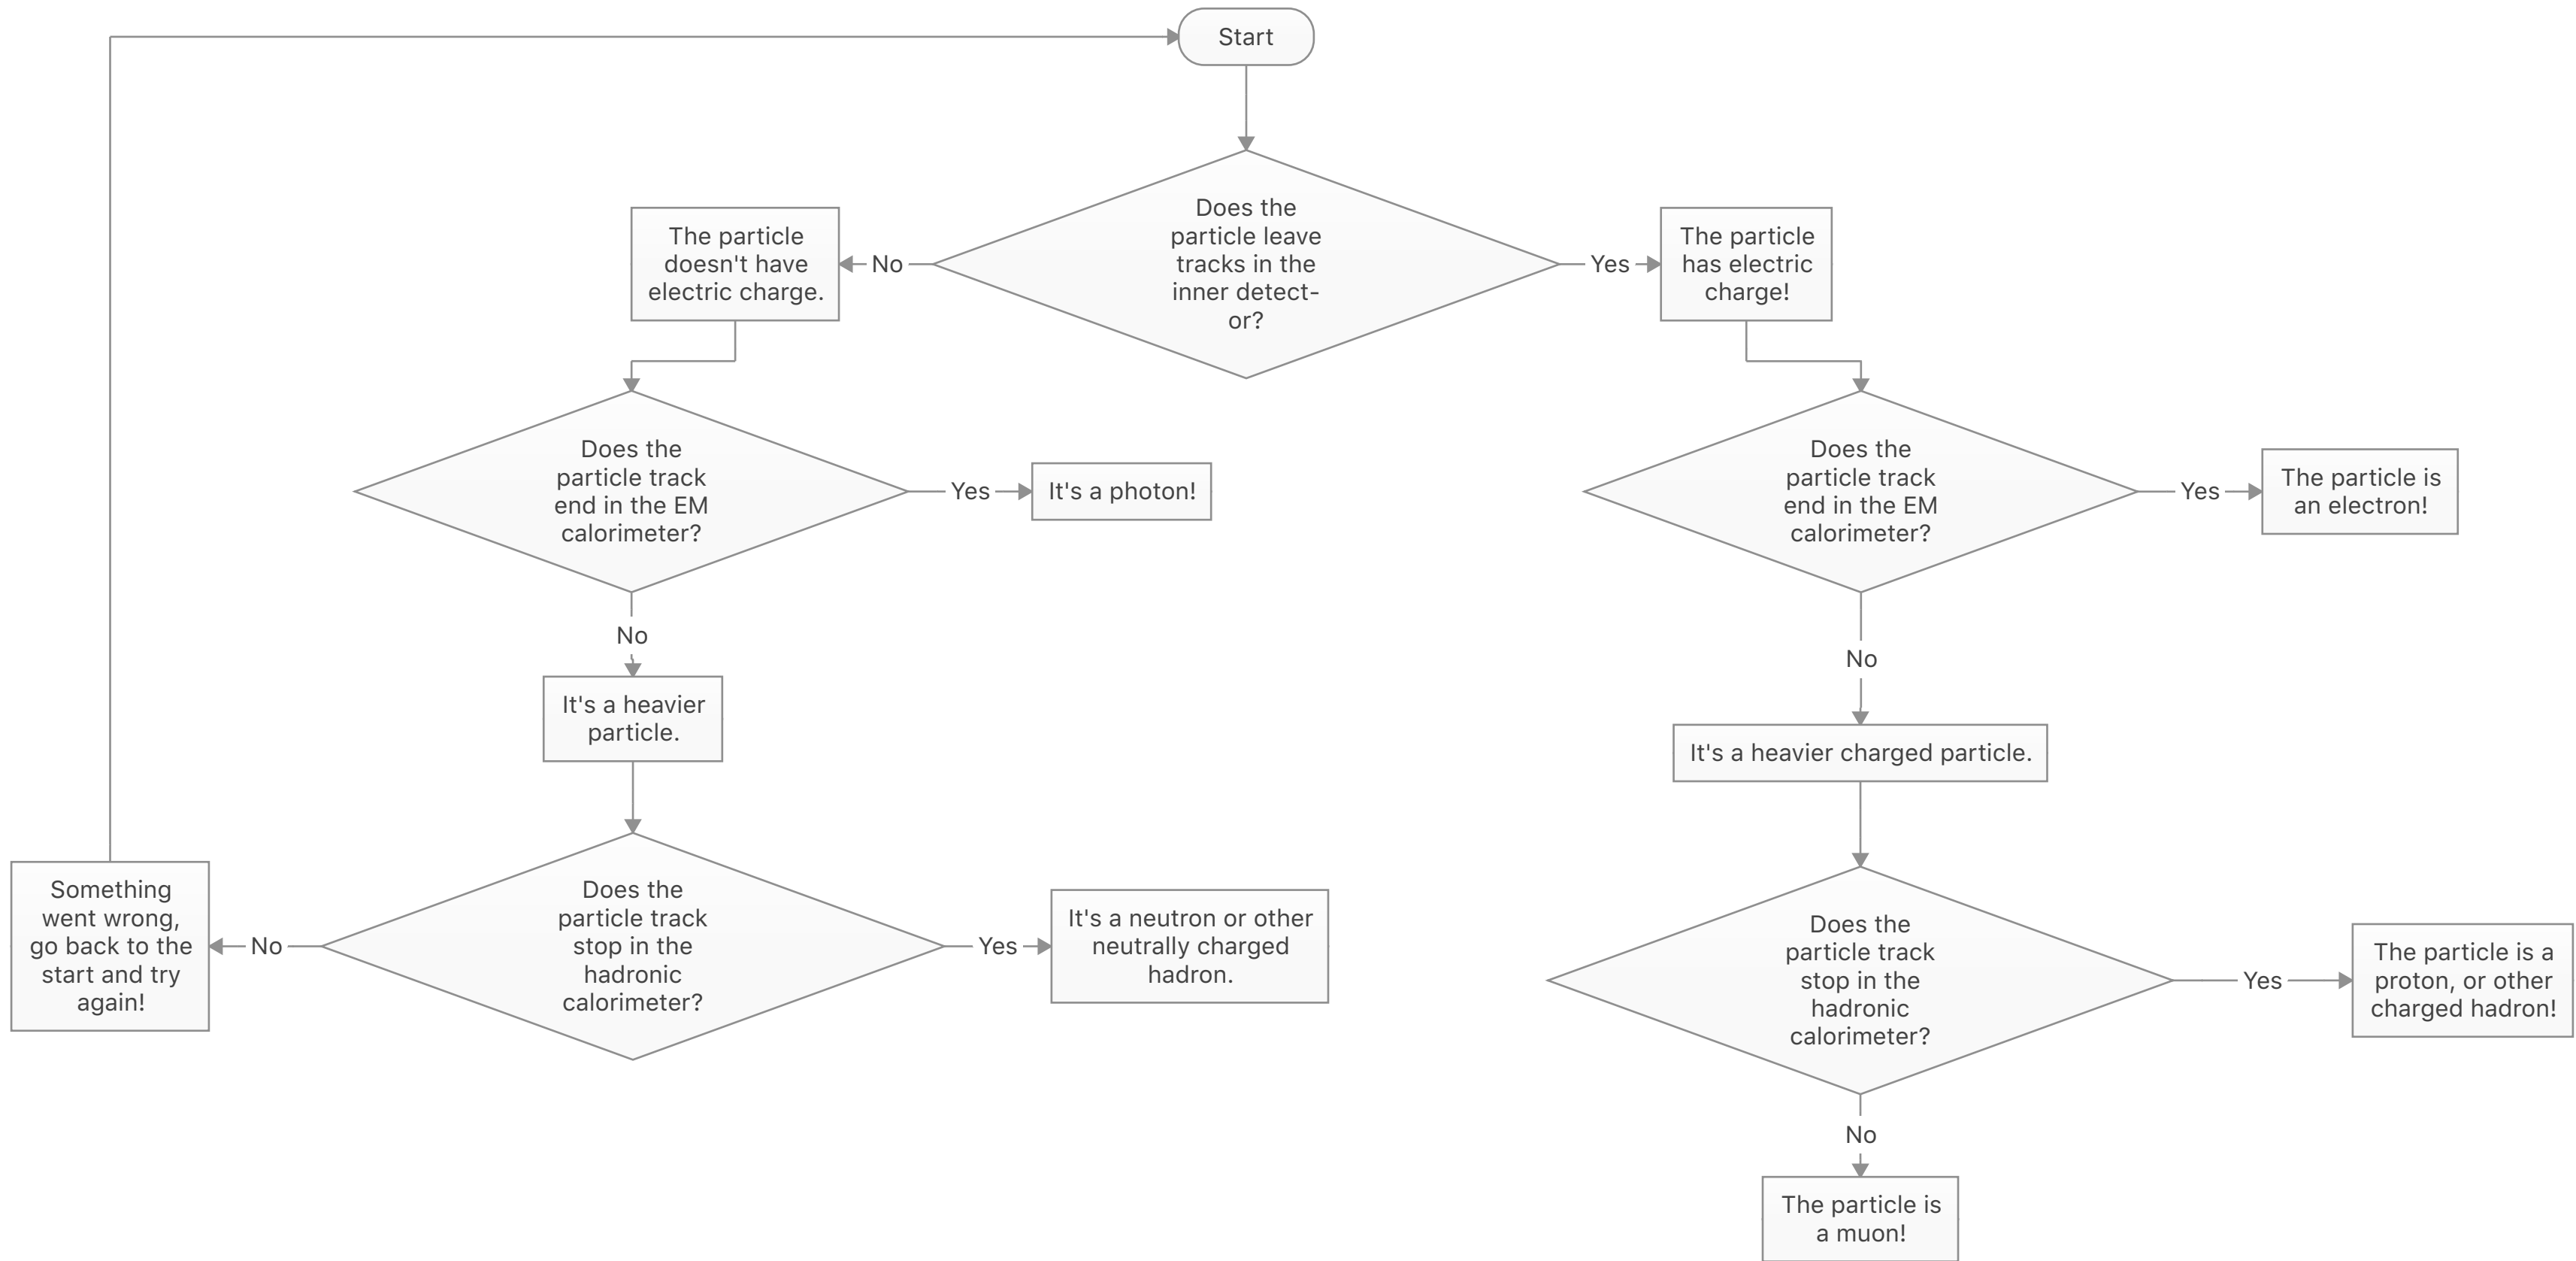 Start
Does the
particle leave
tracks in the
inner detect-
or?
No
The particle
doesn't have
electric charge.
Yes
The particle
has electric
charge!
Does the
particle track
end in the EM
calorimeter?
Yes
It's a photon!
No
It's a heavier
particle.
Does the
particle track
stop in the
hadronic
calorimeter?
Yes
It's a neutron or other
neutrally charged
hadron.
No
Something
went wrong,
go back to the
start and try
again!
Does the
particle track
end in the EM
calorimeter?
Yes
The particle is
an electron!
No
It's a heavier charged particle.
Does the
particle track
stop in the
hadronic
calorimeter?
Yes
The particle is a
proton, or other
charged hadron!
No
The particle is
a muon!